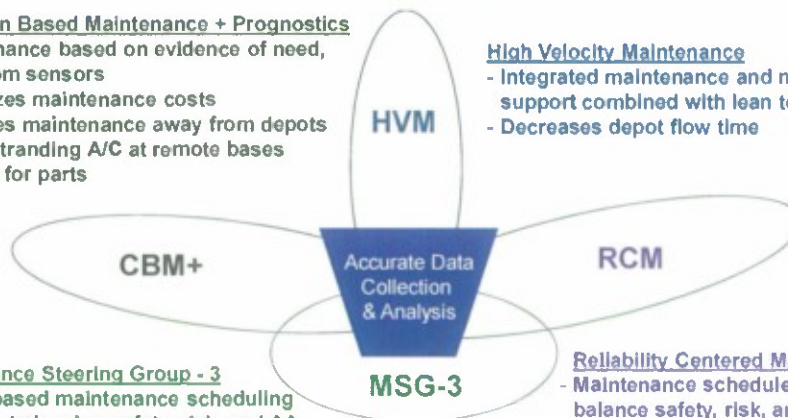 n Based Maintenance + Prognostics
nance based on evidence of need,
om sensors
zes maintenance costs
es maintenance away from depots
tranding A/C at remote bases
for parts
High Velocity Maintenance
- Integrated maintenance and
support combined with lean
- Decreases depot flow time
HVM
CBM+
Accurate Data
Collection
& Analysis
RCM
MSG-3
nce Steering Group - 3
based maintenance scheduling
Reliability Centered M
- Maintenance schedule
balance safety, risk, an